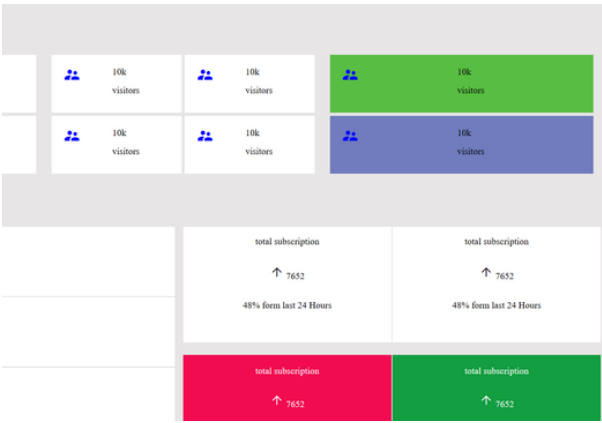 10k
visitors
10k
visitors
10k
visitors
10k
visitors
10k
visitors
10k
visitors
total subscription
7652
48% form last 24 Hours
total subscription
7652
48% form last 24 Hours
total subscription
7652
total subscription
7652